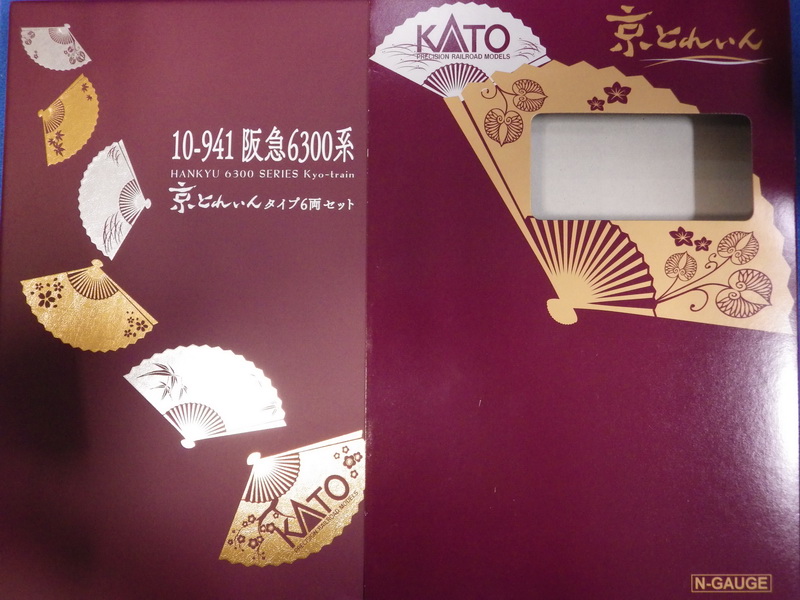 10-941 阪急6300系
HANKYU 6300 SERIES Kyo-train
京とれいんタイプ6両セット
KATO
PRECISION RAILROAD MODELS
KATO
PRECISION RAILROAD MODELS
京とれいん
N-GAUGE